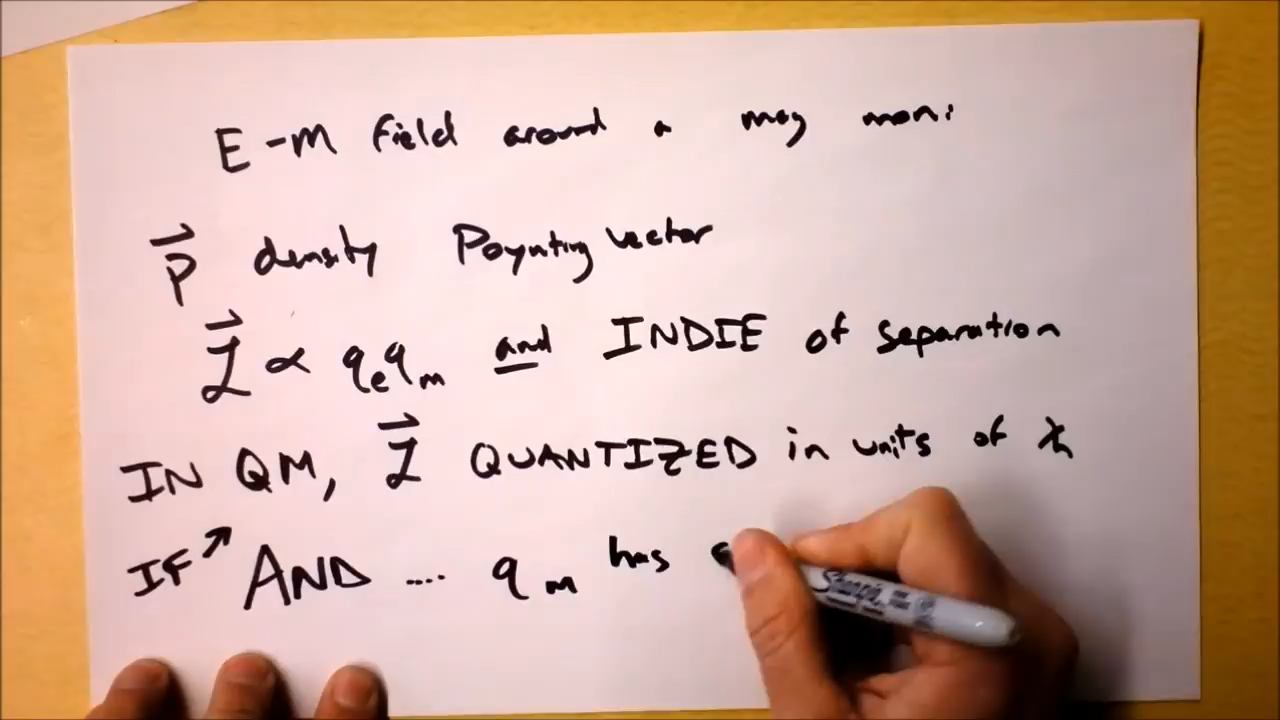 E-M field around a mag mon.
P⃗ density Poynting vector
L⃗ ∝ qₑqₘ and INDIE of separation
IN QM, L⃗ QUANTIZED in units of ħ
IF ↗ AND .... qₘ has
Sharpie